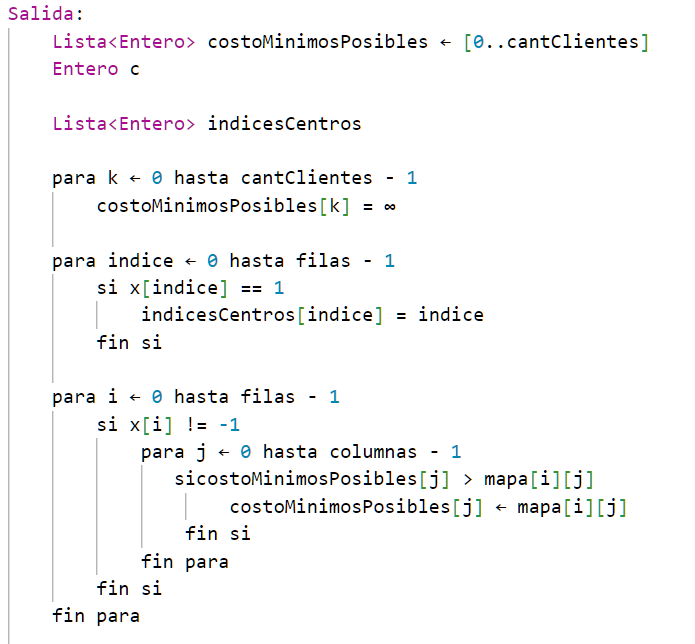 Salida:
Lista<Entero> costoMinimosPosibles ← [0..cantClientes]
Entero c
Lista<Entero> indicesCentros
para k ← 0 hasta cantClientes - 1
costoMinimosPosibles[k] = ∞
para indice ← 0 hasta filas - 1
si x[indice] == 1
indicesCentros[indice] = indice
fin si
para i ← 0 hasta filas - 1
si x[i] != -1
para j ← 0 hasta columnas - 1
sicostoMinimosPosibles[j] > mapa[i][j]
costoMinimosPosibles[j] ← mapa[i][j]
fin si
fin para
fin si
fin para